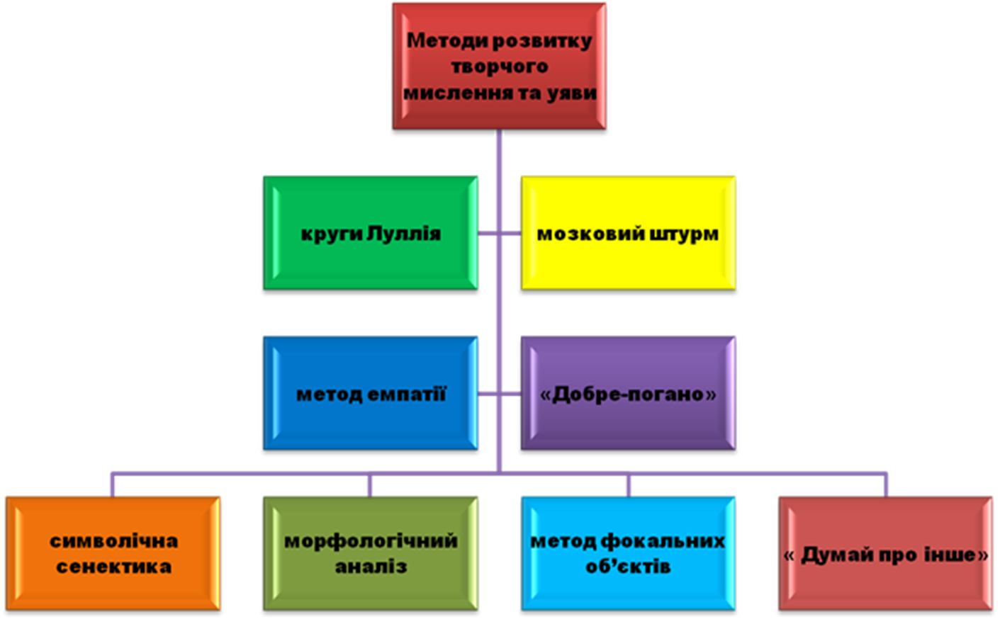 Методи розвитку
творчого
мислення та уяви
круги Луллія
мозковий штурм
метод емпатії
«Добре-погано»
символічна
сенектика
морфологічний
аналіз
метод фокальних
об’єктів
« Думай про інше»